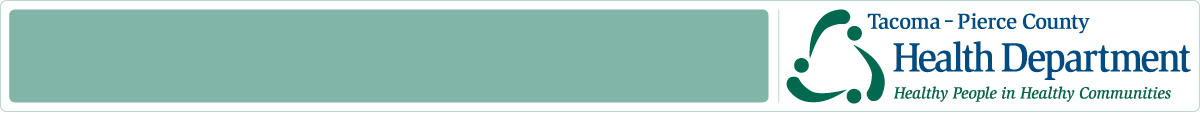 Tacoma - Pierce County
Health Department
Healthy People in Healthy Communities